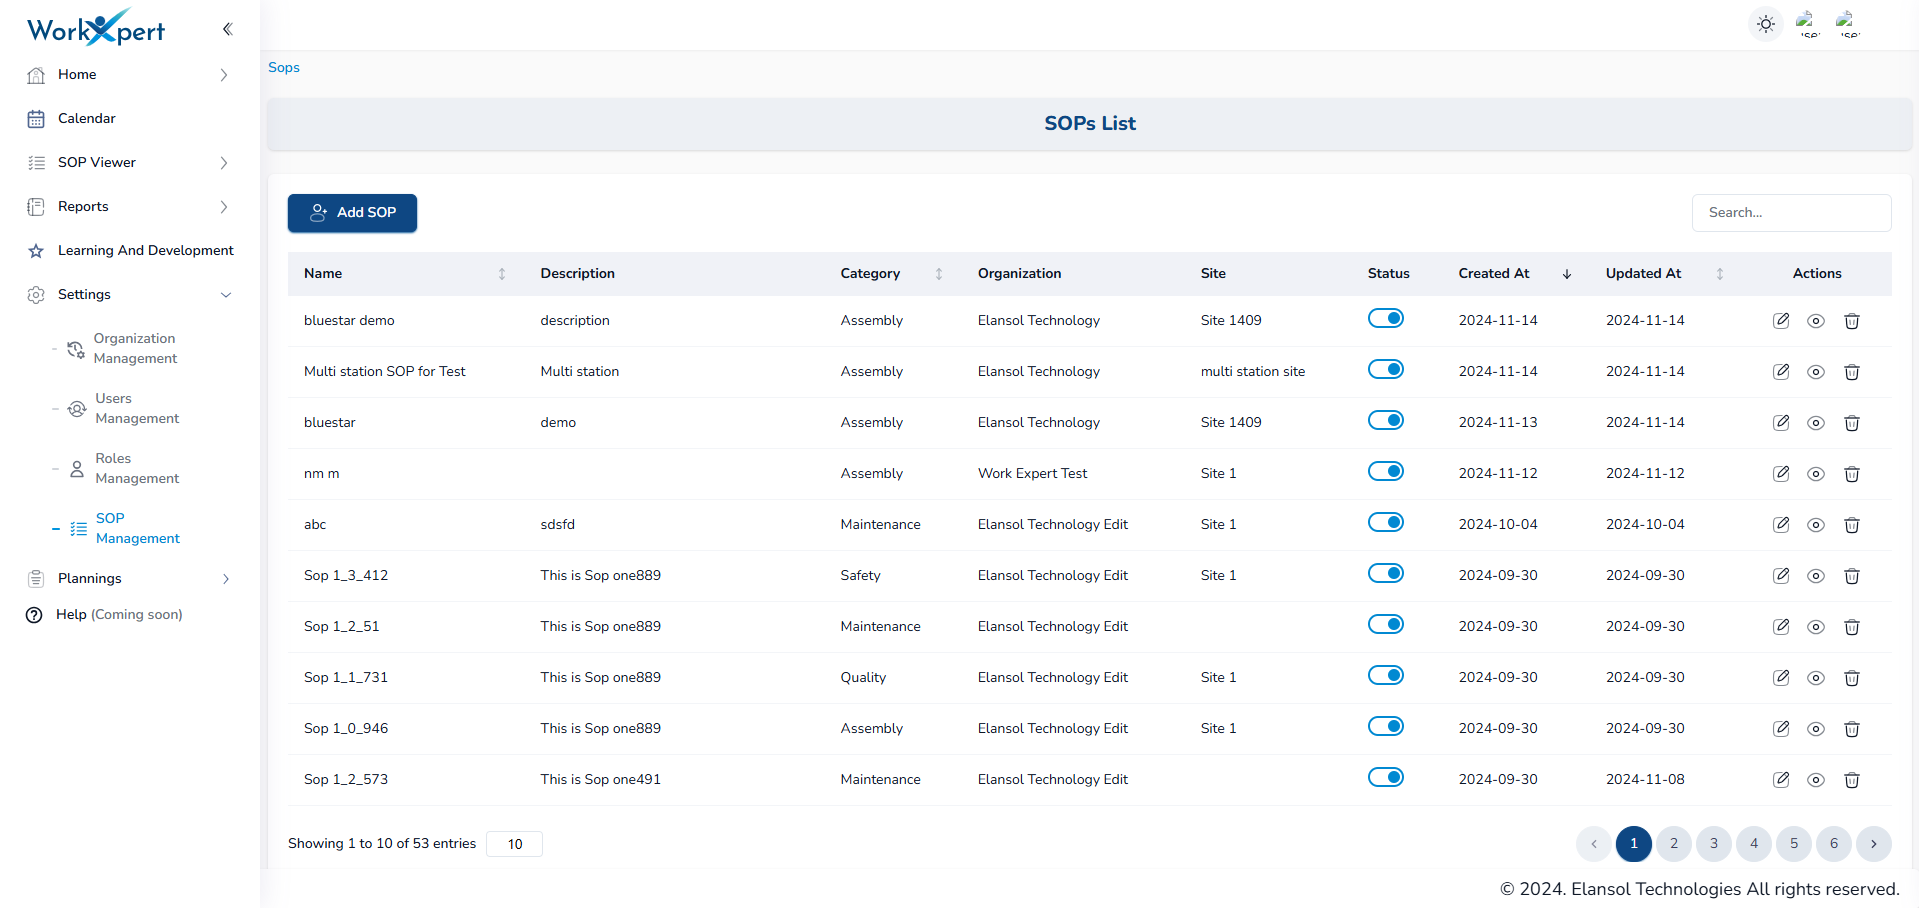 WorkXpert
Home
Calendar
SOP Viewer
Reports
Learning And Development
Settings
Organization
Management
Users
Management
Roles
Management
SOP
Management
Plannings
Help (Coming soon)
Sops
SOPs List
Add SOP
Search...
Name Description Category Organization Site Status Created At Updated At Actions
bluestar demo description Assembly Elansol Technology Site 1409 2024-11-14 2024-11-14
Multi station SOP for Test Multi station Assembly Elansol Technology multi station site 2024-11-14 2024-11-14
bluestar demo Assembly Elansol Technology Site 1409 2024-11-13 2024-11-14
nm m Assembly Work Expert Test Site 1 2024-11-12 2024-11-12
abc sdsfd Maintenance Elansol Technology Edit Site 1 2024-10-04 2024-10-04
Sop 1_3_412 This is Sop one889 Safety Elansol Technology Edit Site 1 2024-09-30 2024-09-30
Sop 1_2_51 This is Sop one889 Maintenance Elansol Technology Edit 2024-09-30 2024-09-30
Sop 1_1_731 This is Sop one889 Quality Elansol Technology Edit Site 1 2024-09-30 2024-09-30
Sop 1_0_946 This is Sop one889 Assembly Elansol Technology Edit Site 1 2024-09-30 2024-09-30
Sop 1_2_573 This is Sop one491 Maintenance Elansol Technology Edit 2024-09-30 2024-11-08
Showing 1 to 10 of 53 entries 10 1 2 3 4 5 6
© 2024. Elansol Technologies All rights reserved.